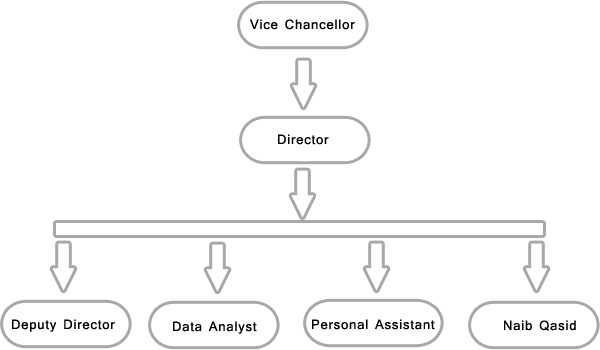 Vice Chancellor
Director
Deputy Director
Data Analyst
Personal Assistant
Naib Qasid